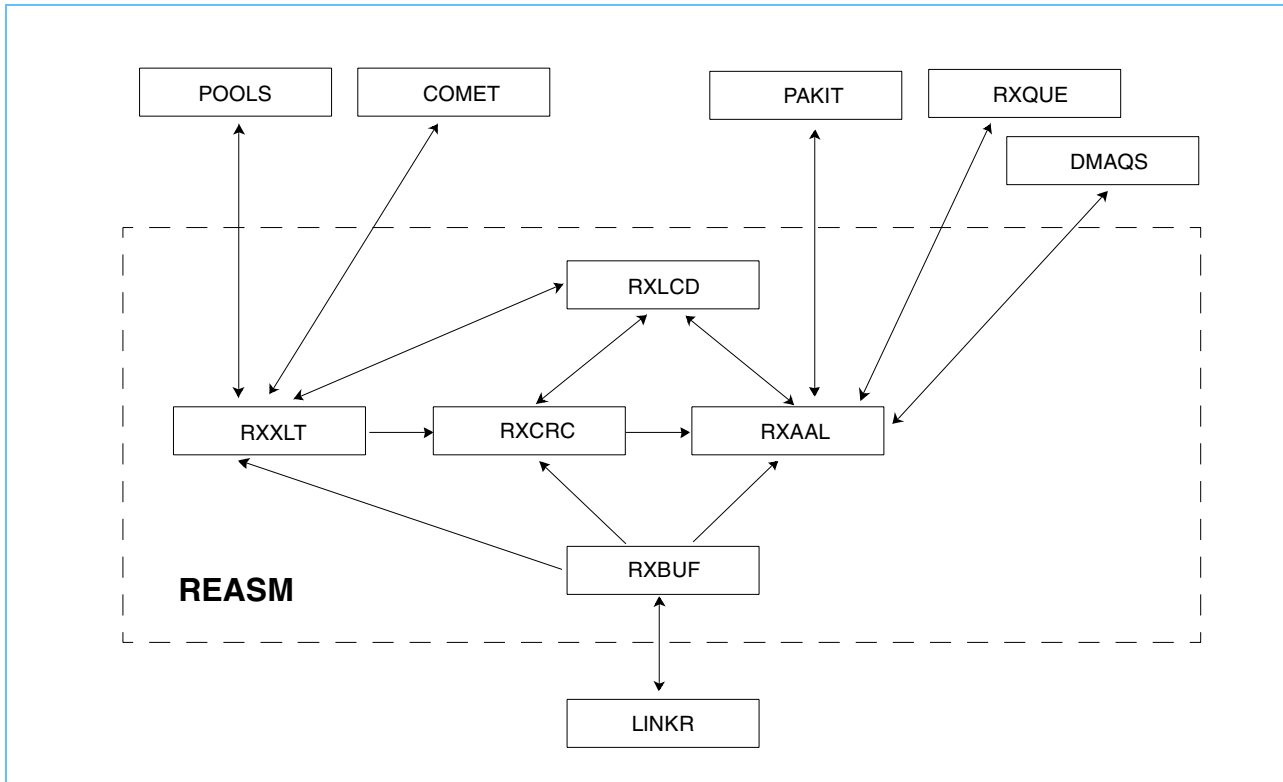 POOLS
COMET
PAKIT
RXQUE
DMAQS
RXLCD
RXXLT
RXCRC
RXAAL
RXBUF
REASM
LINKR